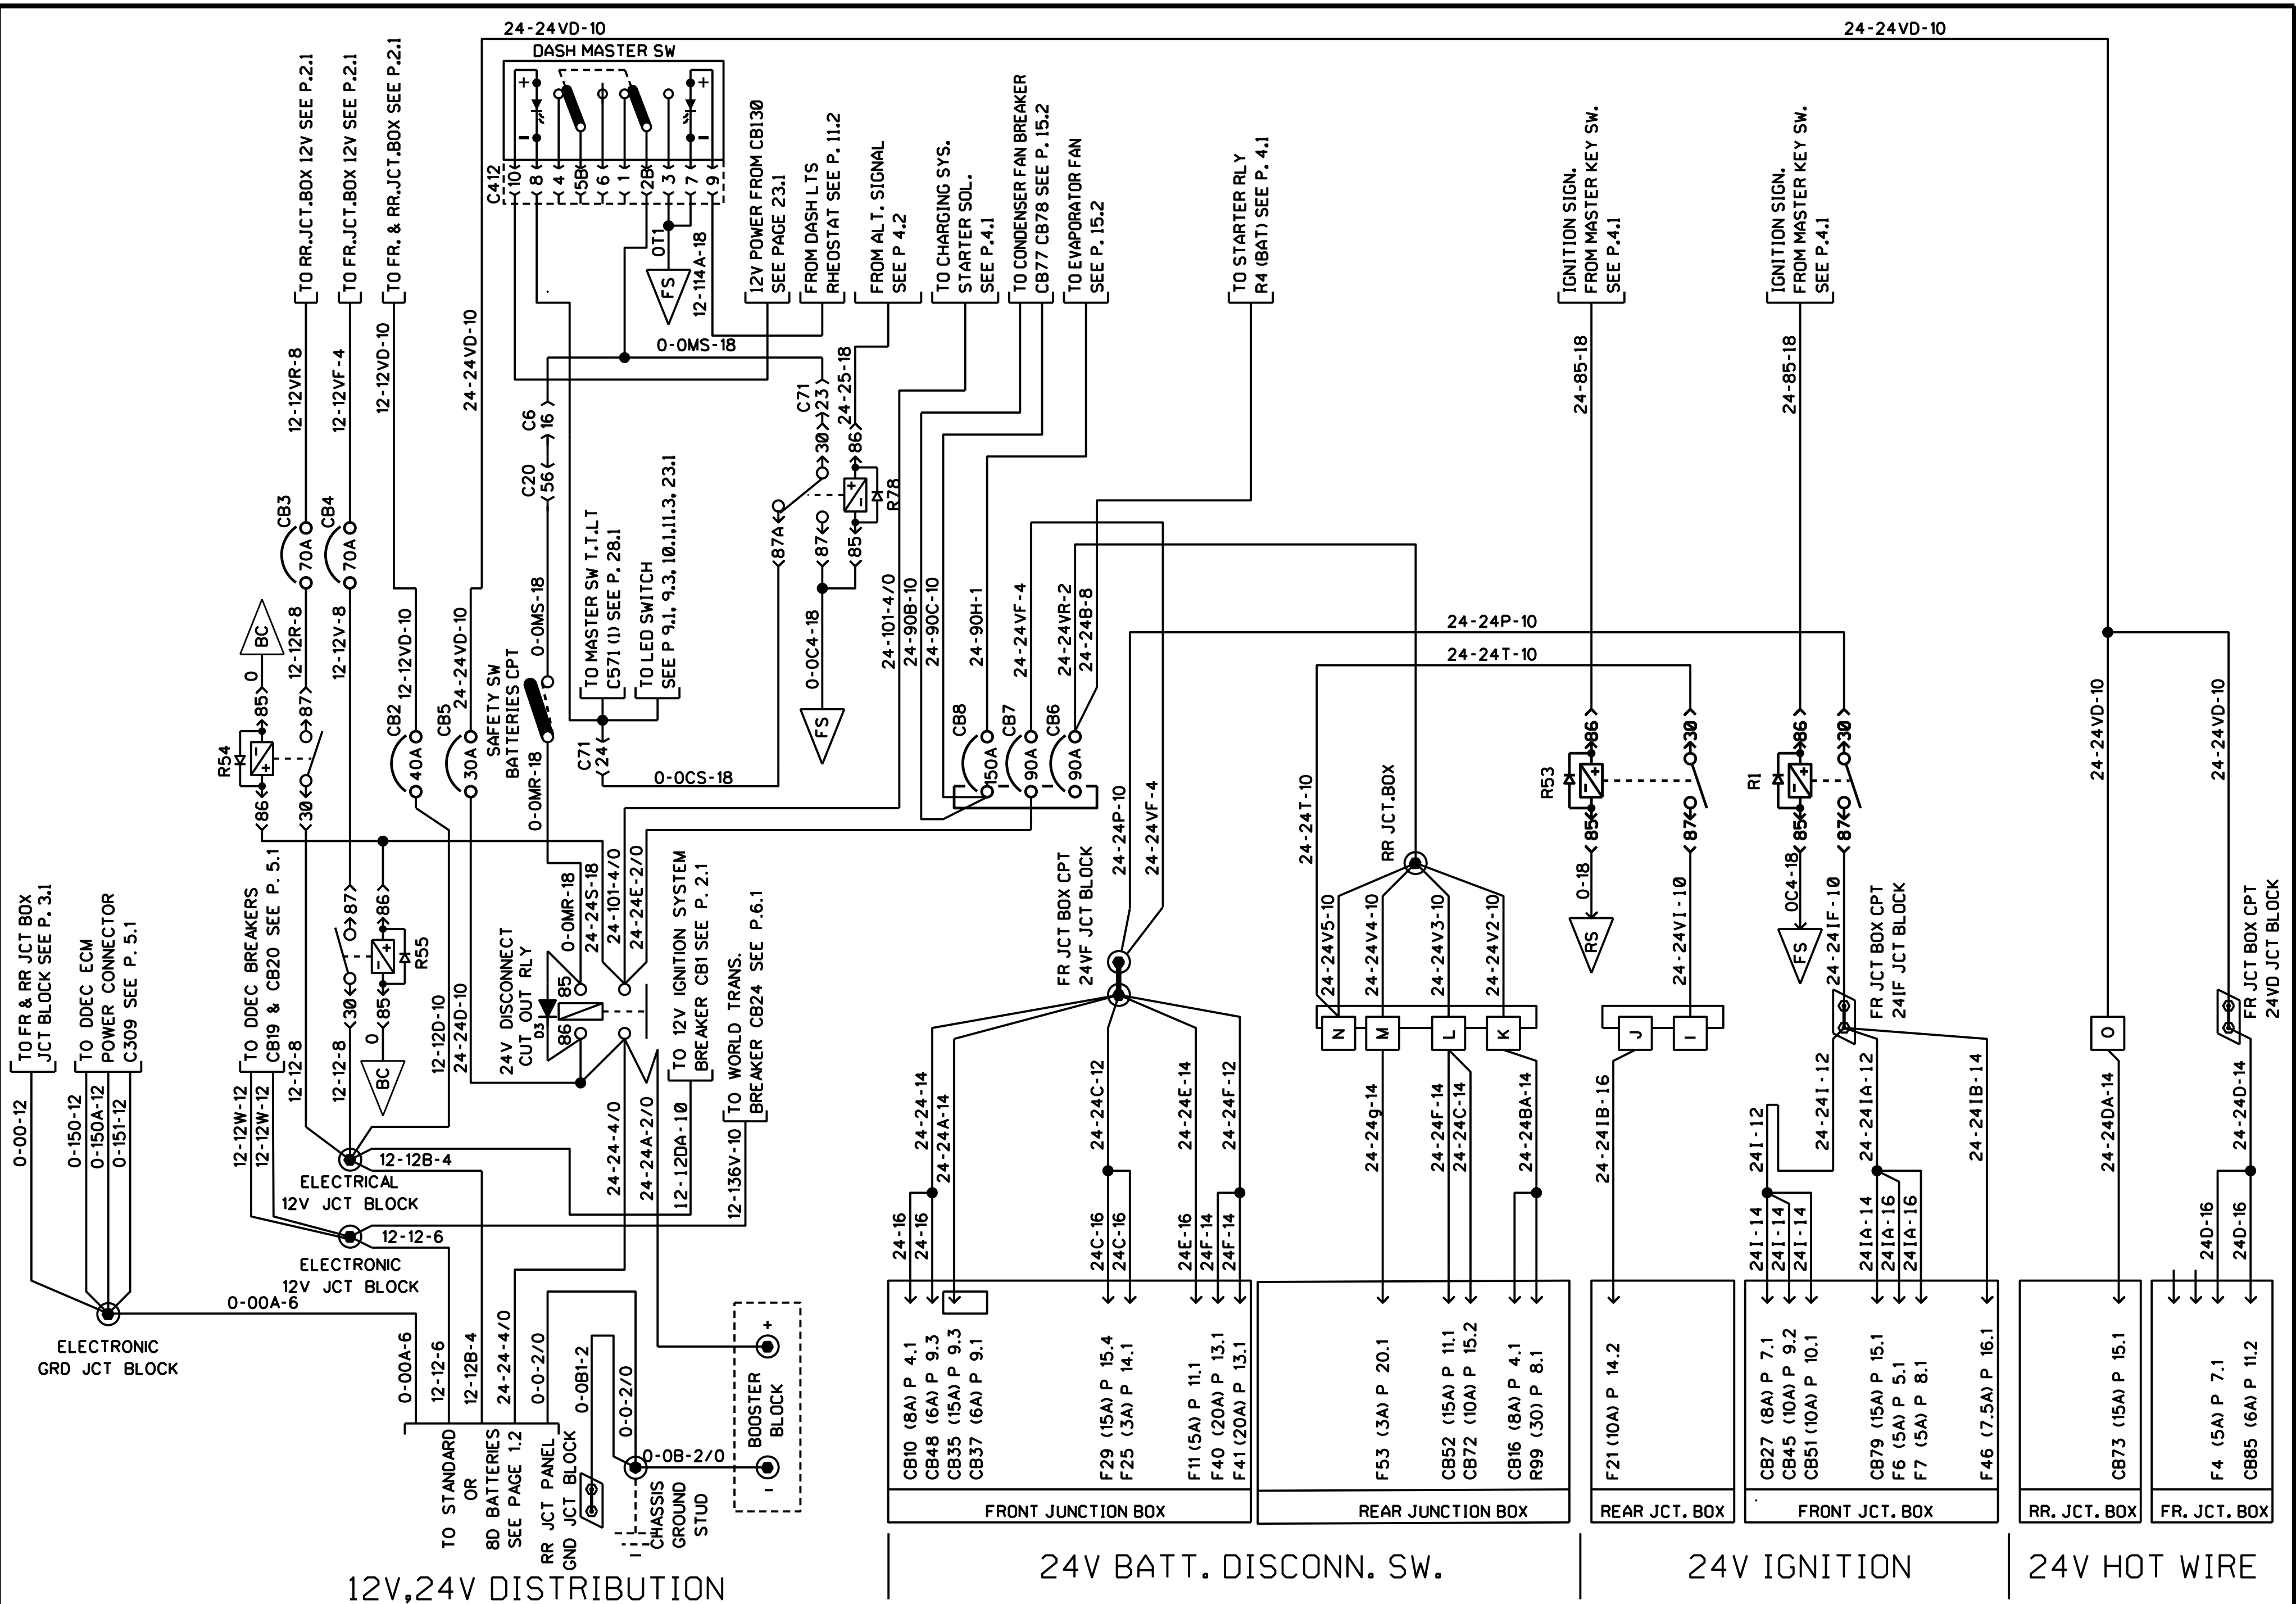 24-24VD-10
24-24VD-10
DASH MASTER SW
C412
10
8
4
5B
6
1
2B
3
7
9
TO RR.JCT.BOX 12V SEE P.2.1
TO FR.JCT.BOX 12V SEE P.2.1
TO FR. & RR.JCT.BOX SEE P.2.1
12V POWER FROM CB130
SEE PAGE 23.1
FROM DASH LTS
RHEOSTAT SEE P. 11.2
FROM ALT. SIGNAL
SEE P 4.2
TO CHARGING SYS.
STARTER SOL.
SEE P.4.1
TO CONDENSER FAN BREAKER
CB77 CB78 SEE P. 15.2
TO EVAPORATOR FAN
SEE P. 15.2
TO STARTER RLY
R4 (BAT) SEE P. 4.1
IGNITION SIGN.
FROM MASTER KEY SW.
SEE P.4.1
IGNITION SIGN.
FROM MASTER KEY SW.
SEE P.4.1
12-12VR-8
12-12VF-4
12-12VD-10
24-24VD-10
0T1
FS
12-114A-18
0-0MS-18
C6
16
C20
56
C71
23
30
24-25-18
86
R78
87A
87
85
24-85-18
24-85-18
CB3
70A
CB4
70A
BC
0
85
12-12R-8
87
12-12V-8
R54
86
30
12-12VD-10
CB2
40A
24-24VD-10
CB5
30A
SAFETY SW
BATTERIES CPT
0-0MS-18
0-0MR-18
TO MASTER SW T.T.LT
C571 (1) SEE P. 28.1
TO LED SWITCH
SEE P 9.1, 9.3, 10.1,11.3, 23.1
C71
24
0-0CS-18
0-0C4-18
FS
24-101-4/0
24-90B-10
24-90C-10
24-90H-1
24-24VF-4
24-24VR-2
24-24B-8
CB8
150A
CB7
90A
CB6
90A
24-24P-10
24-24T-10
24-24P-10
24-24VF-4
24-24T-10
RR JCT.BOX
R53
86
30
85
87
R1
86
30
85
87
24-24VD-10
24-24VD-10
TO FR & RR JCT BOX
JCT BLOCK SEE P. 3.1
TO DDEC ECM
POWER CONNECTOR
C309 SEE P. 5.1
TO DDEC BREAKERS
CB19 & CB20 SEE P. 5.1
87
86
30
85
R55
0
BC
12-12D-10
24-24D-10
24V DISCONNECT
CUT OUT RLY
D3
86
85
0-0MR-18
24-24S-18
24-101-4/0
24-24E-2/0
TO 12V IGNITION SYSTEM
BREAKER CB1 SEE P. 2.1
TO WORLD TRANS.
BREAKER CB24 SEE P.6.1
FR JCT BOX CPT
24VF JCT BLOCK
24-24V5-10
24-24V4-10
24-24V3-10
24-24V2-10
N
M
L
K
0-18
RS
24-24VI-10
J
I
0C4-18
FS
24-24IF-10
FR JCT BOX CPT
24IF JCT BLOCK
O
FR JCT BOX CPT
24VD JCT BLOCK
0-00-12
0-150-12
0-150A-12
0-151-12
12-12W-12
12-12W-12
12-12-8
12-12-8
12-12B-4
ELECTRICAL
12V JCT BLOCK
12-12-6
ELECTRONIC
12V JCT BLOCK
0-00A-6
ELECTRONIC
GRD JCT BLOCK
24-24-4/0
24-24A-2/0
12-12DA-10
12-136V-10
24-24-14
24-24A-14
24-24C-12
24-24E-14
24-24F-12
24-24g-14
24-24F-14
24-24C-14
24-24BA-14
24-24IB-16
24I-12
24-24I-12
24-24IA-12
24-24IB-14
24-24DA-14
24-24D-14
24-16
24-16
24C-16
24C-16
24E-16
24F-14
24F-14
24I-14
24I-14
24I-14
24IA-14
24IA-16
24IA-16
24D-16
24D-16
0-00A-6
12-12-6
12-12B-4
24-24-4/0
0-0-2/0
0-0B1-2
0-0-2/0
TO STANDARD
OR
8D BATTERIES
SEE PAGE 1.2
RR JCT PANEL
GND JCT BLOCK
0-0B-2/0
CHASSIS
GROUND
STUD
BOOSTER
BLOCK
+
-
CB10 (8A) P 4.1
CB48 (6A) P 9.3
CB35 (15A) P 9.3
CB37 (6A) P 9.1
F29 (15A) P 15.4
F25 (3A) P 14.1
F11 (5A) P 11.1
F40 (20A) P 13.1
F41 (20A) P 13.1
FRONT JUNCTION BOX
F53 (3A) P 20.1
CB52 (15A) P 11.1
CB72 (10A) P 15.2
CB16 (8A) P 4.1
R99 (30) P 8.1
REAR JUNCTION BOX
F21 (10A) P 14.2
REAR JCT. BOX
CB27 (8A) P 7.1
CB45 (10A) P 9.2
CB51 (10A) P 10.1
CB79 (15A) P 15.1
F6 (5A) P 5.1
F7 (5A) P 8.1
F46 (7.5A) P 16.1
FRONT JCT. BOX
CB73 (15A) P 15.1
RR. JCT. BOX
F4 (5A) P 7.1
CB85 (6A) P 11.2
FR. JCT. BOX
12V,24V DISTRIBUTION
24V BATT. DISCONN. SW.
24V IGNITION
24V HOT WIRE